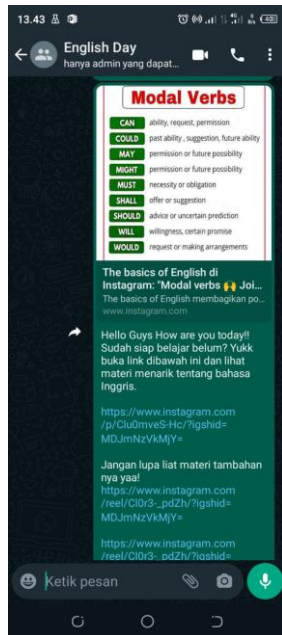 13.43
English Day
hanya admin yang dapat...
Modal Verbs
CAN ability, request, permission
COULD past ability , suggestion, future ability
MAY permission or future possibility
MIGHT permission or future possibility
MUST necessity or obligation
SHALL offer or suggestion
SHOULD advice or uncertain prediction
WILL willingness, certain promise
WOULD request or making arrangements
The basics of English di
Instagram: "Modal verbs 🙌 Joi...
The basics of English membagikan po...
www.instagram.com
Hello Guys How are you today!!
Sudah siap belajar belum? Yukk
buka link dibawah ini dan lihat
materi menarik tentang bahasa
Inggris.
https://www.instagram.com
/p/Clu0mveS-Hc/?igshid=
MDJmNzVkMjY=
Jangan lupa liat materi tambahan
nya yaa!
https://www.instagram.com
/reel/Cl0r3-_pdZh/?igshid=
MDJmNzVkMjY=
https://www.instagram.com
/reel/Cl0r3-_pdZh/?igshid=
Ketik pesan